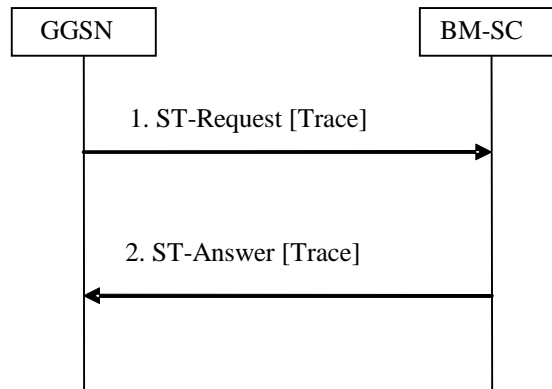 GGSN
BM-SC
1. ST-Request [Trace]
2. ST-Answer [Trace]